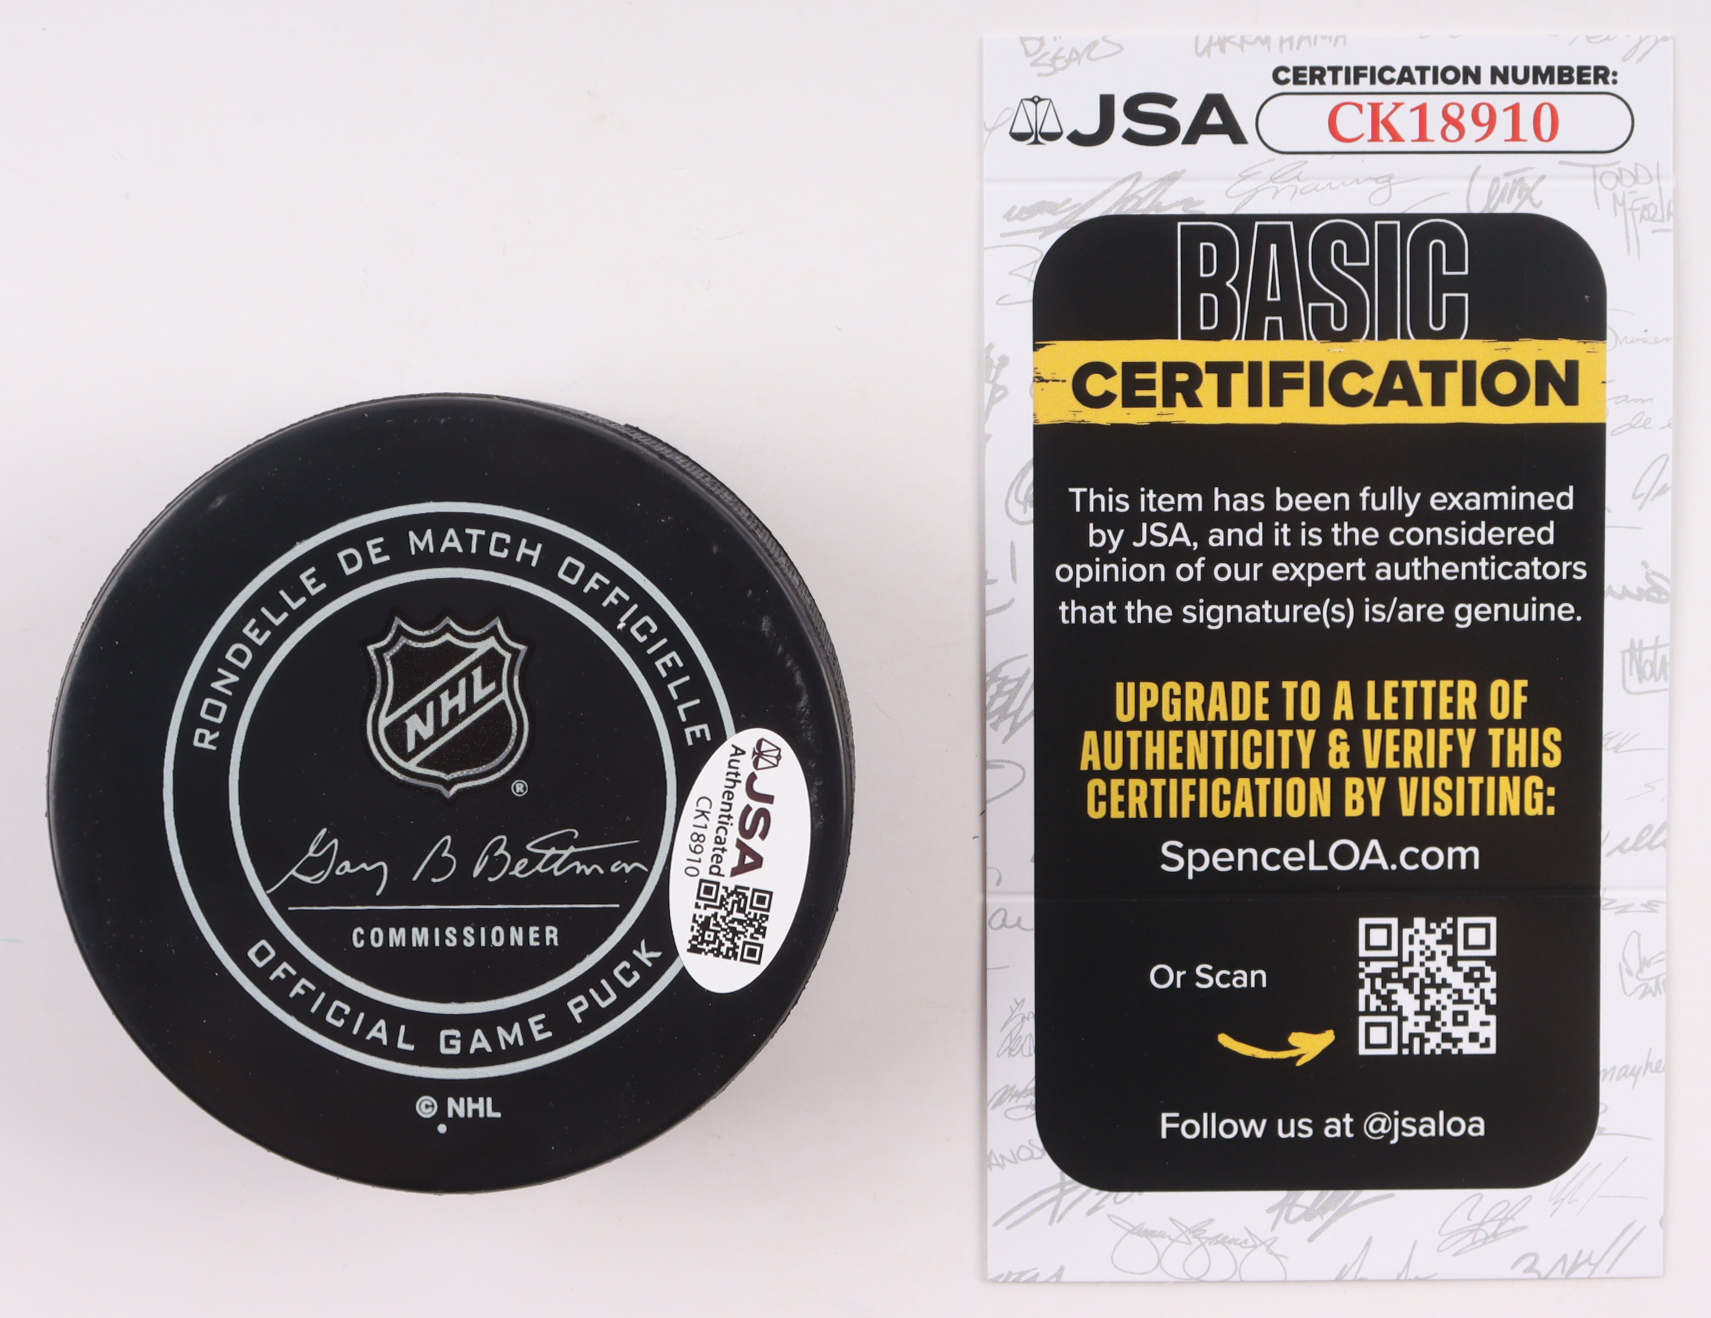 RONDELLE DE MATCH OFFICIELLE
NHL
®
Gary B Bettman
COMMISSIONER
OFFICIAL GAME PUCK
© NHL
JSA
Authenticated
CK18910
CERTIFICATION NUMBER:
JSA
CK18910
BASIC
CERTIFICATION
This item has been fully examined
by JSA, and it is the considered
opinion of our expert authenticators
that the signature(s) is/are genuine.
UPGRADE TO A LETTER OF
AUTHENTICITY & VERIFY THIS
CERTIFICATION BY VISITING:
SpenceLOA.com
Or Scan
Follow us at @jsaloa